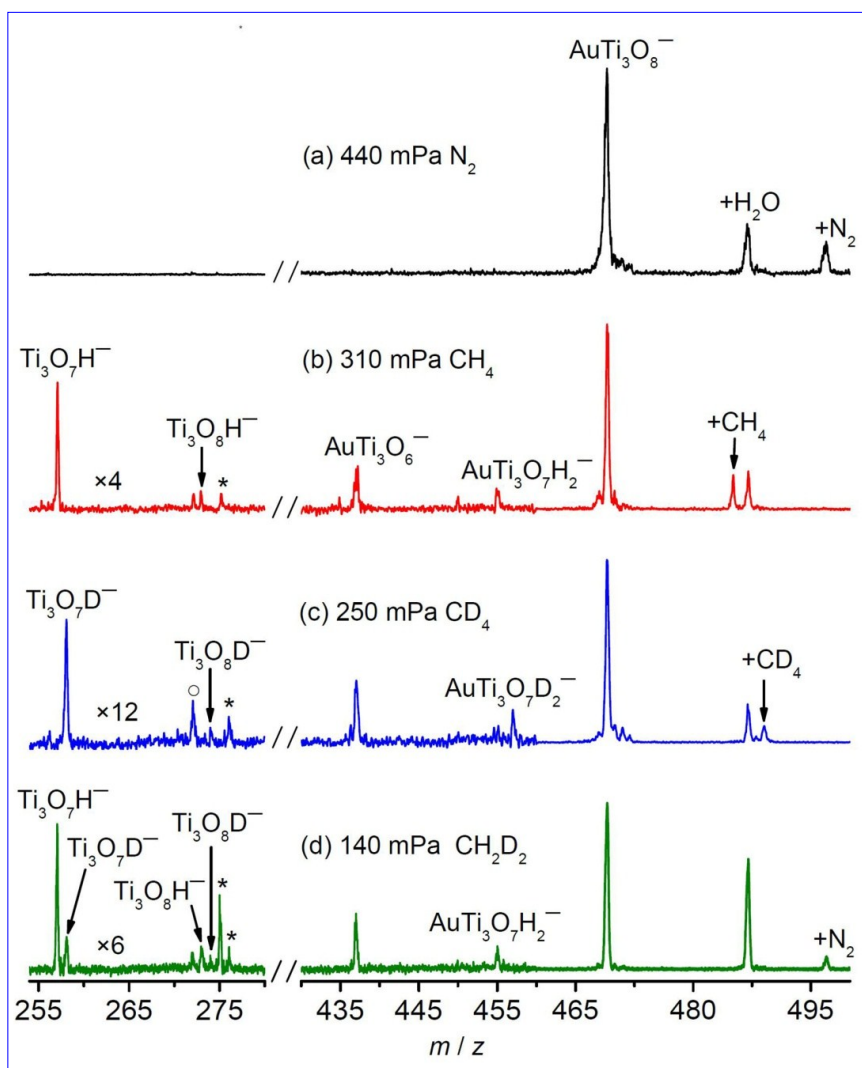 AuTi₃O₈⁻
(a) 440 mPa N₂
+H₂O
+N₂
Ti₃O₇H⁻
(b) 310 mPa CH₄
Ti₃O₈H⁻
×4
*
AuTi₃O₆⁻
AuTi₃O₇H₂⁻
+CH₄
Ti₃O₇D⁻
(c) 250 mPa CD₄
Ti₃O₈D⁻
×12
○
*
AuTi₃O₇D₂⁻
+CD₄
Ti₃O₇H⁻
Ti₃O₇D⁻
Ti₃O₈D⁻
(d) 140 mPa CH₂D₂
Ti₃O₈H⁻
×6
*
*
AuTi₃O₇H₂⁻
+N₂
255 265 275 435 445 455 465 480 495
m / z